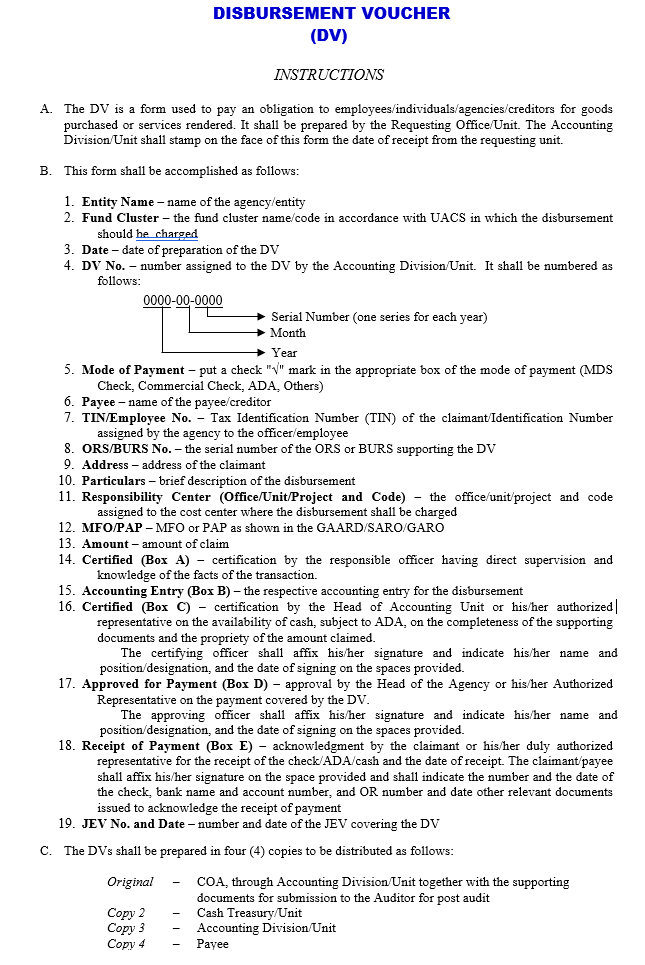 DISBURSEMENT VOUCHER
(DV)
INSTRUCTIONS
A. The DV is a form used to pay an obligation to employees/individuals/agencies/creditors for goods
purchased or services rendered. It shall be prepared by the Requesting Office/Unit. The Accounting
Division/Unit shall stamp on the face of this form the date of receipt from the requesting unit.
B. This form shall be accomplished as follows:
1. Entity Name – name of the agency/entity
2. Fund Cluster – the fund cluster name/code in accordance with UACS in which the disbursement
should be charged
3. Date – date of preparation of the DV
4. DV No. – number assigned to the DV by the Accounting Division/Unit. It shall be numbered as
follows:
0000-00-0000
Serial Number (one series for each year)
Month
Year
5. Mode of Payment – put a check "√" mark in the appropriate box of the mode of payment (MDS
Check, Commercial Check, ADA, Others)
6. Payee – name of the payee/creditor
7. TIN/Employee No. – Tax Identification Number (TIN) of the claimant/Identification Number
assigned by the agency to the officer/employee
8. ORS/BURS No. – the serial number of the ORS or BURS supporting the DV
9. Address – address of the claimant
10. Particulars – brief description of the disbursement
11. Responsibility Center (Office/Unit/Project and Code) – the office/unit/project and code
assigned to the cost center where the disbursement shall be charged
12. MFO/PAP – MFO or PAP as shown in the GAARD/SARO/GARO
13. Amount – amount of claim
14. Certified (Box A) – certification by the responsible officer having direct supervision and
knowledge of the facts of the transaction.
15. Accounting Entry (Box B) – the respective accounting entry for the disbursement
16. Certified (Box C) – certification by the Head of Accounting Unit or his/her authorized
representative on the availability of cash, subject to ADA, on the completeness of the supporting
documents and the propriety of the amount claimed.
The certifying officer shall affix his/her signature and indicate his/her name and
position/designation, and the date of signing on the spaces provided.
17. Approved for Payment (Box D) – approval by the Head of the Agency or his/her Authorized
Representative on the payment covered by the DV.
The approving officer shall affix his/her signature and indicate his/her name and
position/designation, and the date of signing on the spaces provided.
18. Receipt of Payment (Box E) – acknowledgment by the claimant or his/her duly authorized
representative for the receipt of the check/ADA/cash and the date of receipt. The claimant/payee
shall affix his/her signature on the space provided and shall indicate the number and the date of
the check, bank name and account number, and OR number and date other relevant documents
issued to acknowledge the receipt of payment
19. JEV No. and Date – number and date of the JEV covering the DV
C. The DVs shall be prepared in four (4) copies to be distributed as follows:
Original – COA, through Accounting Division/Unit together with the supporting
documents for submission to the Auditor for post audit
Copy 2 – Cash Treasury/Unit
Copy 3 – Accounting Division/Unit
Copy 4 – Payee